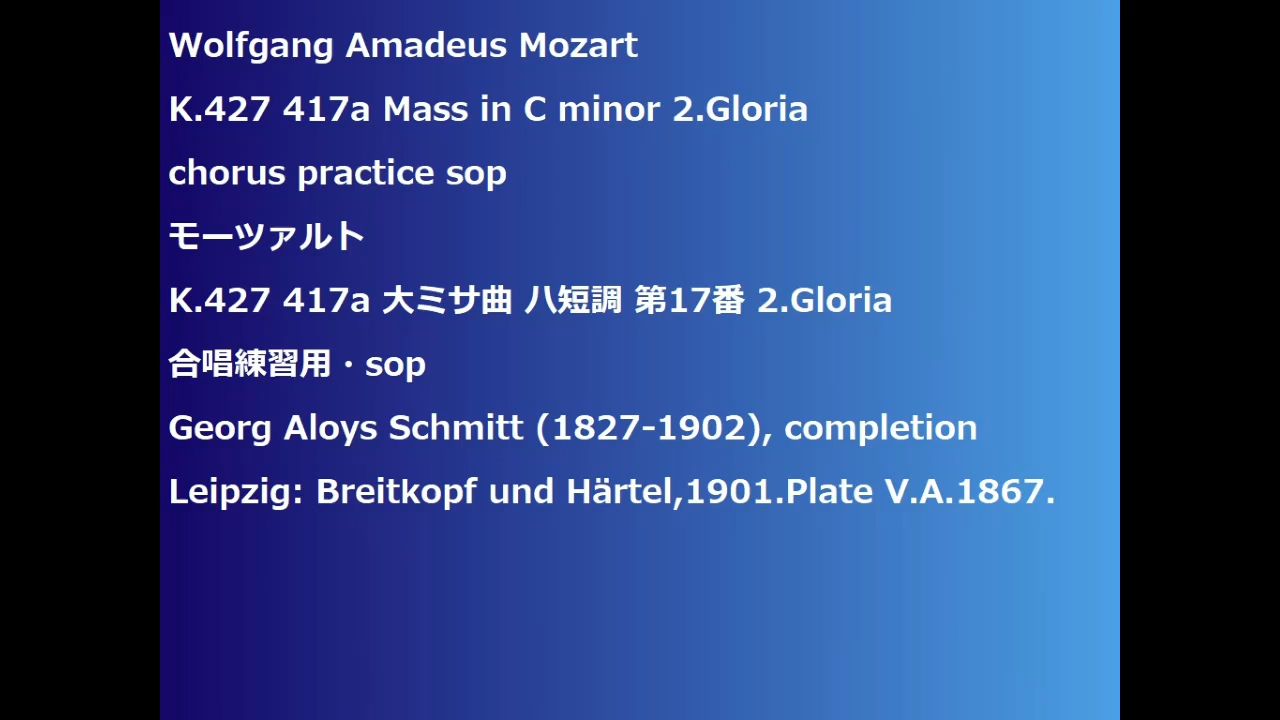 Wolfgang Amadeus Mozart
K.427 417a Mass in C minor 2.Gloria
chorus practice sop
モーツァルト
K.427 417a 大ミサ曲 ハ短調 第17番 2.Gloria
合唱練習用・sop
Georg Aloys Schmitt (1827-1902), completion
Leipzig: Breitkopf und Härtel,1901.Plate V.A.1867.